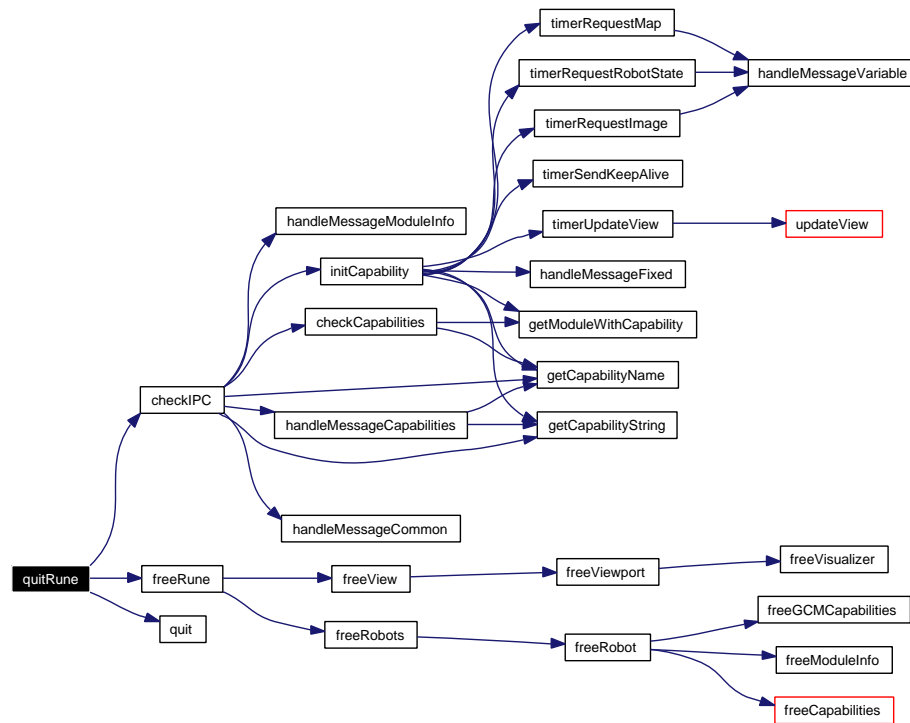 timerRequestMap
timerRequestRobotState
handleMessageVariable
timerRequestImage
timerSendKeepAlive
handleMessageModuleInfo
timerUpdateView
updateView
initCapability
handleMessageFixed
checkCapabilities
getModuleWithCapability
getCapabilityName
checkIPC
handleMessageCapabilities
getCapabilityString
handleMessageCommon
freeVisualizer
quitRune
freeRune
freeView
freeViewport
freeGCMCapabilities
quit
freeRobots
freeRobot
freeModuleInfo
freeCapabilities